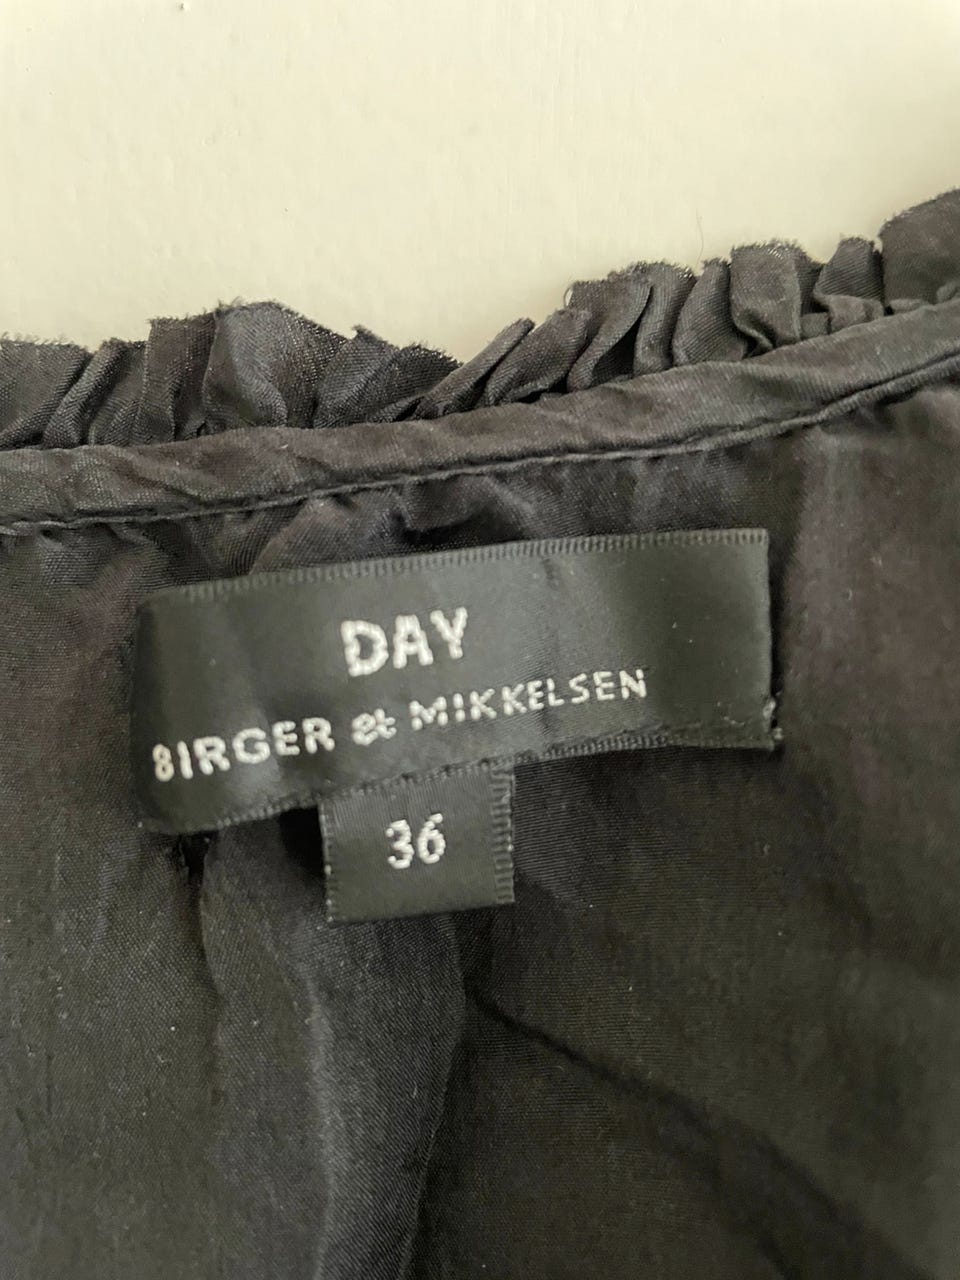 DAY
BIRGER et MIKKELSEN
36